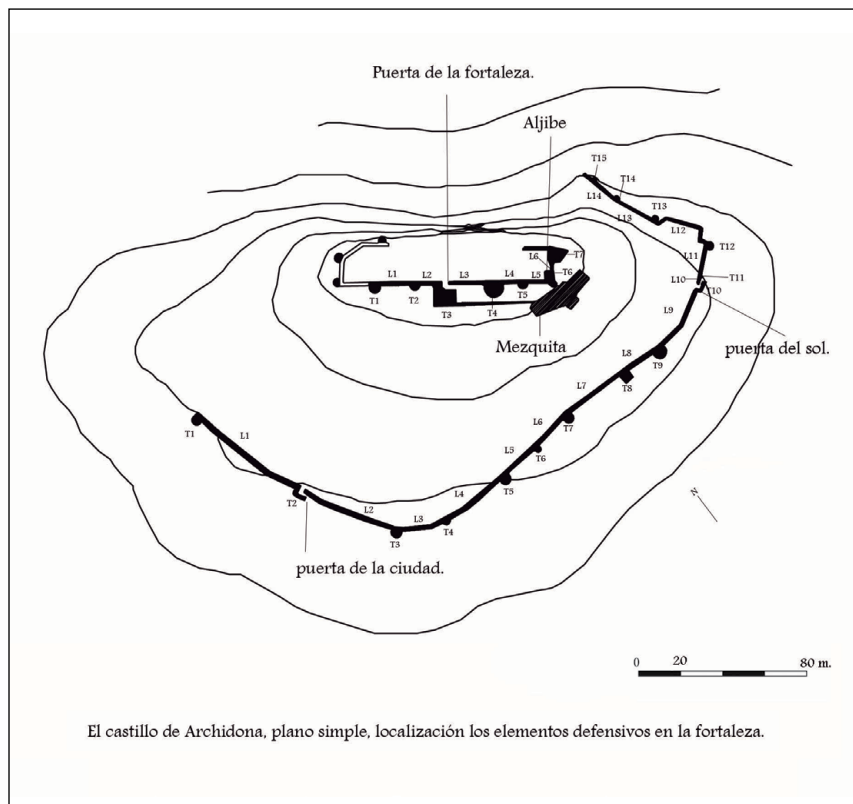 Puerta de la fortaleza.
Aljibe
T15
T14
L14
T13
L13
L12
T12
L11
L6
T7
L1
L2
L3
L4
L5
T6
L10
T11
T1
T2
T5
T10
T3
T4
L9
Mezquita
puerta del sol.
L8
T9
T8
L7
L6
T7
T1
L1
L5
T6
L4
T5
T2
L2
L3
T4
T3
N
puerta de la ciudad.
0 20 80 m.
El castillo de Archidona, plano simple, localización los elementos defensivos en la fortaleza.